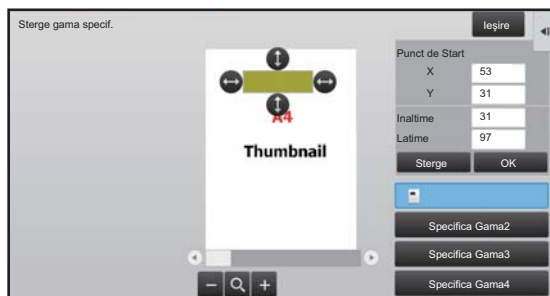 Sterge gama specif.
Ieşire
A4
Thumbnail
Punct de Start
X 53
Y 31
Inaltime 31
Latime 97
Sterge OK
Specifica Gama2
Specifica Gama3
Specifica Gama4